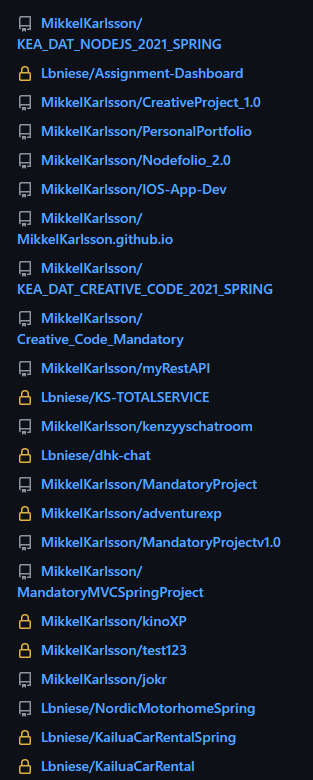 MikkelKarlsson/
KEA_DAT_NODEJS_2021_SPRING
Lbniese/Assignment-Dashboard
MikkelKarlsson/CreativeProject_1.0
MikkelKarlsson/PersonalPortfolio
MikkelKarlsson/Nodefolio_2.0
MikkelKarlsson/IOS-App-Dev
MikkelKarlsson/
MikkelKarlsson.github.io
MikkelKarlsson/
KEA_DAT_CREATIVE_CODE_2021_SPRING
MikkelKarlsson/
Creative_Code_Mandatory
MikkelKarlsson/myRestAPI
Lbniese/KS-TOTALSERVICE
MikkelKarlsson/kenzyyschatroom
Lbniese/dhk-chat
MikkelKarlsson/MandatoryProject
MikkelKarlsson/adventurexp
MikkelKarlsson/MandatoryProjectv1.0
MikkelKarlsson/
MandatoryMVCSpringProject
MikkelKarlsson/kinoXP
MikkelKarlsson/test123
MikkelKarlsson/jokr
Lbniese/NordicMotorhomeSpring
Lbniese/KailuaCarRentalSpring
Lbniese/KailuaCarRental